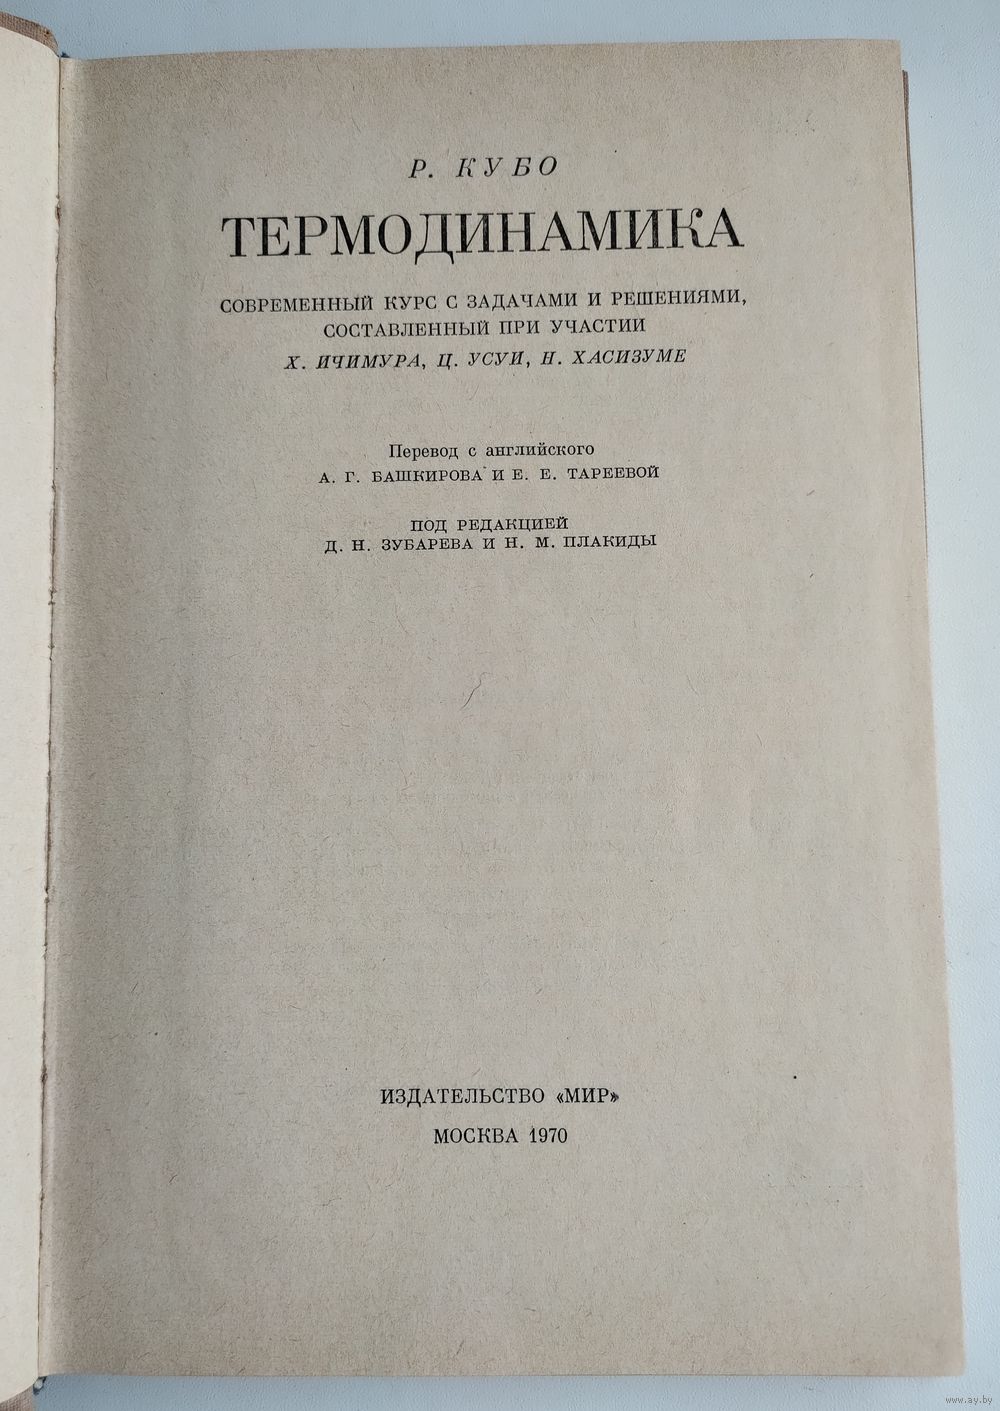 Р. КУБО
ТЕРМОДИНАМИКА
СОВРЕМЕННЫЙ КУРС С ЗАДАЧАМИ И РЕШЕНИЯМИ,
СОСТАВЛЕННЫЙ ПРИ УЧАСТИИ
Х. ИЧИМУРА, Ц. УСУИ, Н. ХАСИЗУМЕ
Перевод с английского
А. Г. БАШКИРОВА И Е. Е. ТАРЕЕВОЙ
ПОД РЕДАКЦИЕЙ
Д. Н. ЗУБАРЕВА И Н. М. ПЛАКИДЫ
ИЗДАТЕЛЬСТВО «МИР»
МОСКВА 1970
www.ay.by